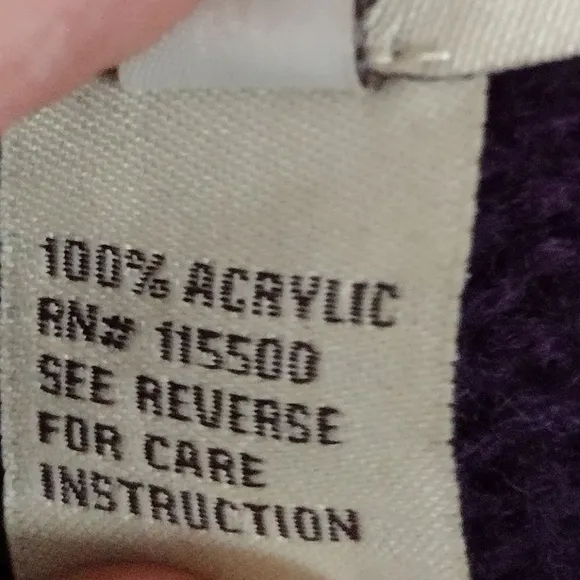 100% ACRYLIC
RN# 115500
SEE REVERSE
FOR CARE
INSTRUCTION